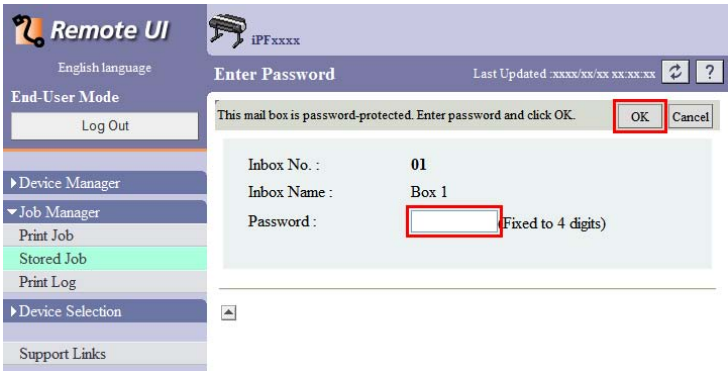 Remote UI
English language
End-User Mode
Log Out
Device Manager
Job Manager
Print Job
Stored Job
Print Log
Device Selection
Support Links
iPFxxxx
Enter Password
Last Updated :xxxx/xx/xx xx:xx:xx
?
This mail box is password-protected. Enter password and click OK.
OK
Cancel
Inbox No. : 01
Inbox Name : Box 1
Password : (Fixed to 4 digits)